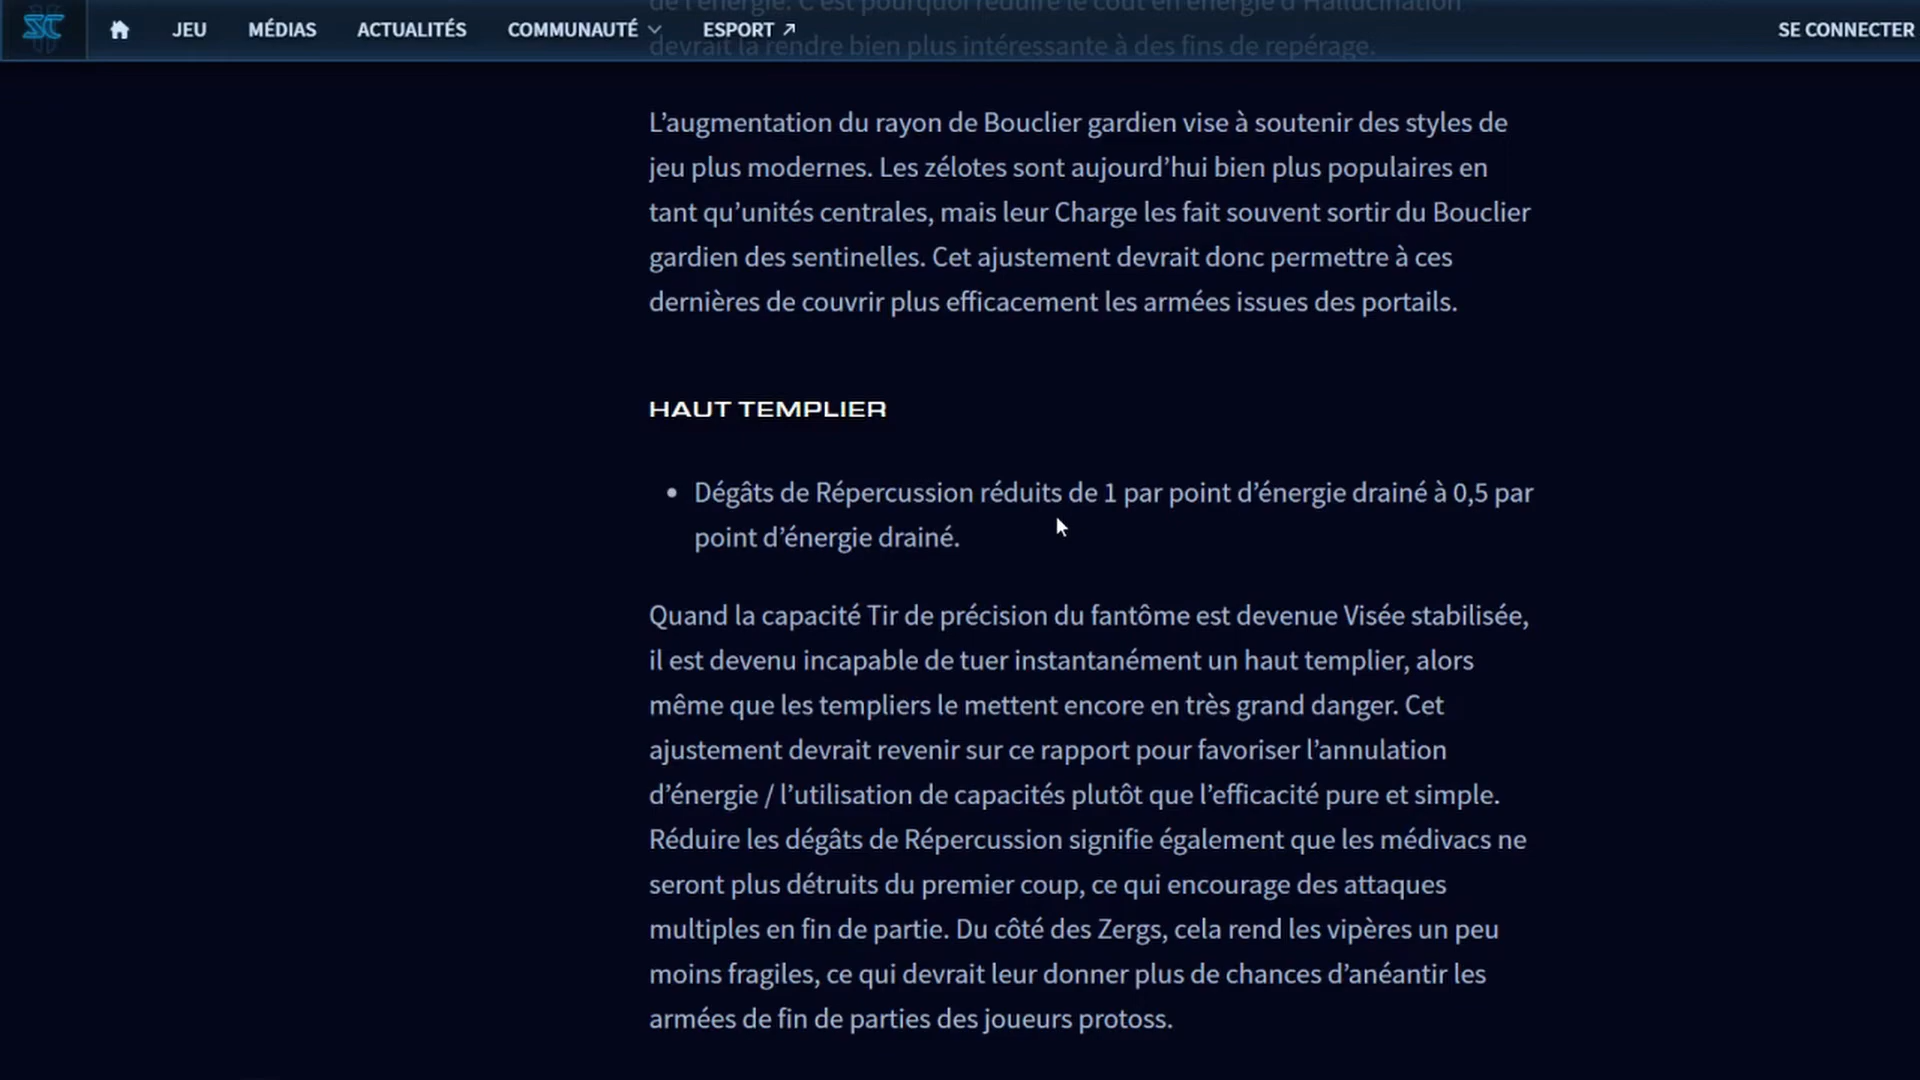 JEU MÉDIAS ACTUALITÉS COMMUNAUTÉ ESPORT SE CONNECTER
de l'énergie. C'est pourquoi réduire le coût en énergie d'Hallucination
devrait la rendre bien plus intéressante à des fins de repérage.
L’augmentation du rayon de Bouclier gardien vise à soutenir des styles de
jeu plus modernes. Les zélotes sont aujourd’hui bien plus populaires en
tant qu’unités centrales, mais leur Charge les fait souvent sortir du Bouclier
gardien des sentinelles. Cet ajustement devrait donc permettre à ces
dernières de couvrir plus efficacement les armées issues des portails.
HAUT TEMPLIER
• Dégâts de Répercussion réduits de 1 par point d’énergie drainé à 0,5 par
point d’énergie drainé.
Quand la capacité Tir de précision du fantôme est devenue Visée stabilisée,
il est devenu incapable de tuer instantanément un haut templier, alors
même que les templiers le mettent encore en très grand danger. Cet
ajustement devrait revenir sur ce rapport pour favoriser l’annulation
d’énergie / l’utilisation de capacités plutôt que l’efficacité pure et simple.
Réduire les dégâts de Répercussion signifie également que les médivacs ne
seront plus détruits du premier coup, ce qui encourage des attaques
multiples en fin de partie. Du côté des Zergs, cela rend les vipères un peu
moins fragiles, ce qui devrait leur donner plus de chances d’anéantir les
armées de fin de parties des joueurs protoss.